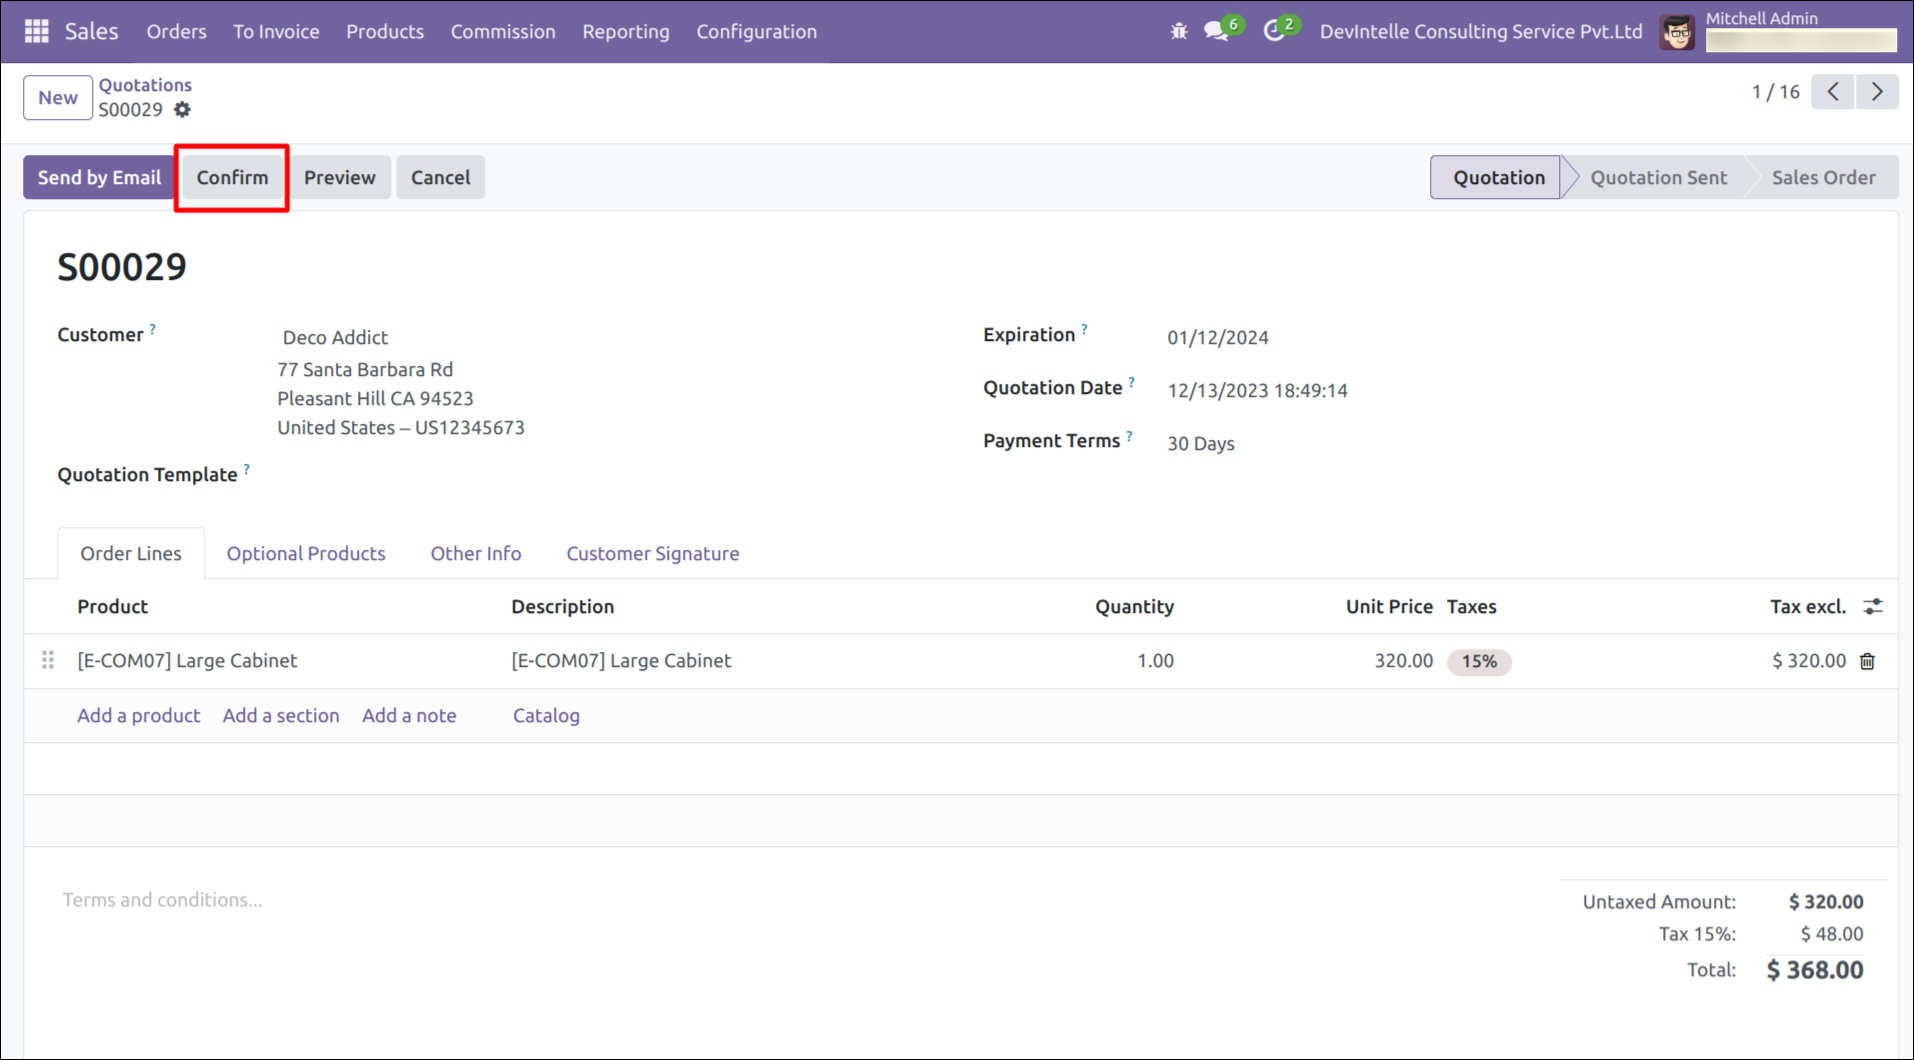 Sales Orders To Invoice Products Commission Reporting Configuration 6 2 DevIntelle Consulting Service Pvt.Ltd Mitchell Admin
New Quotations
S00029
1 / 16
Send by Email Confirm Preview Cancel Quotation Quotation Sent Sales Order
S00029
Customer ? Deco Addict
77 Santa Barbara Rd
Pleasant Hill CA 94523
United States – US12345673
Quotation Template ?
Expiration ? 01/12/2024
Quotation Date ? 12/13/2023 18:49:14
Payment Terms ? 30 Days
Order Lines Optional Products Other Info Customer Signature
Product Description Quantity Unit Price Taxes Tax excl.
[E-COM07] Large Cabinet [E-COM07] Large Cabinet 1.00 320.00 15% $ 320.00
Add a product Add a section Add a note Catalog
Terms and conditions...
Untaxed Amount: $ 320.00
Tax 15%: $ 48.00
Total: $ 368.00